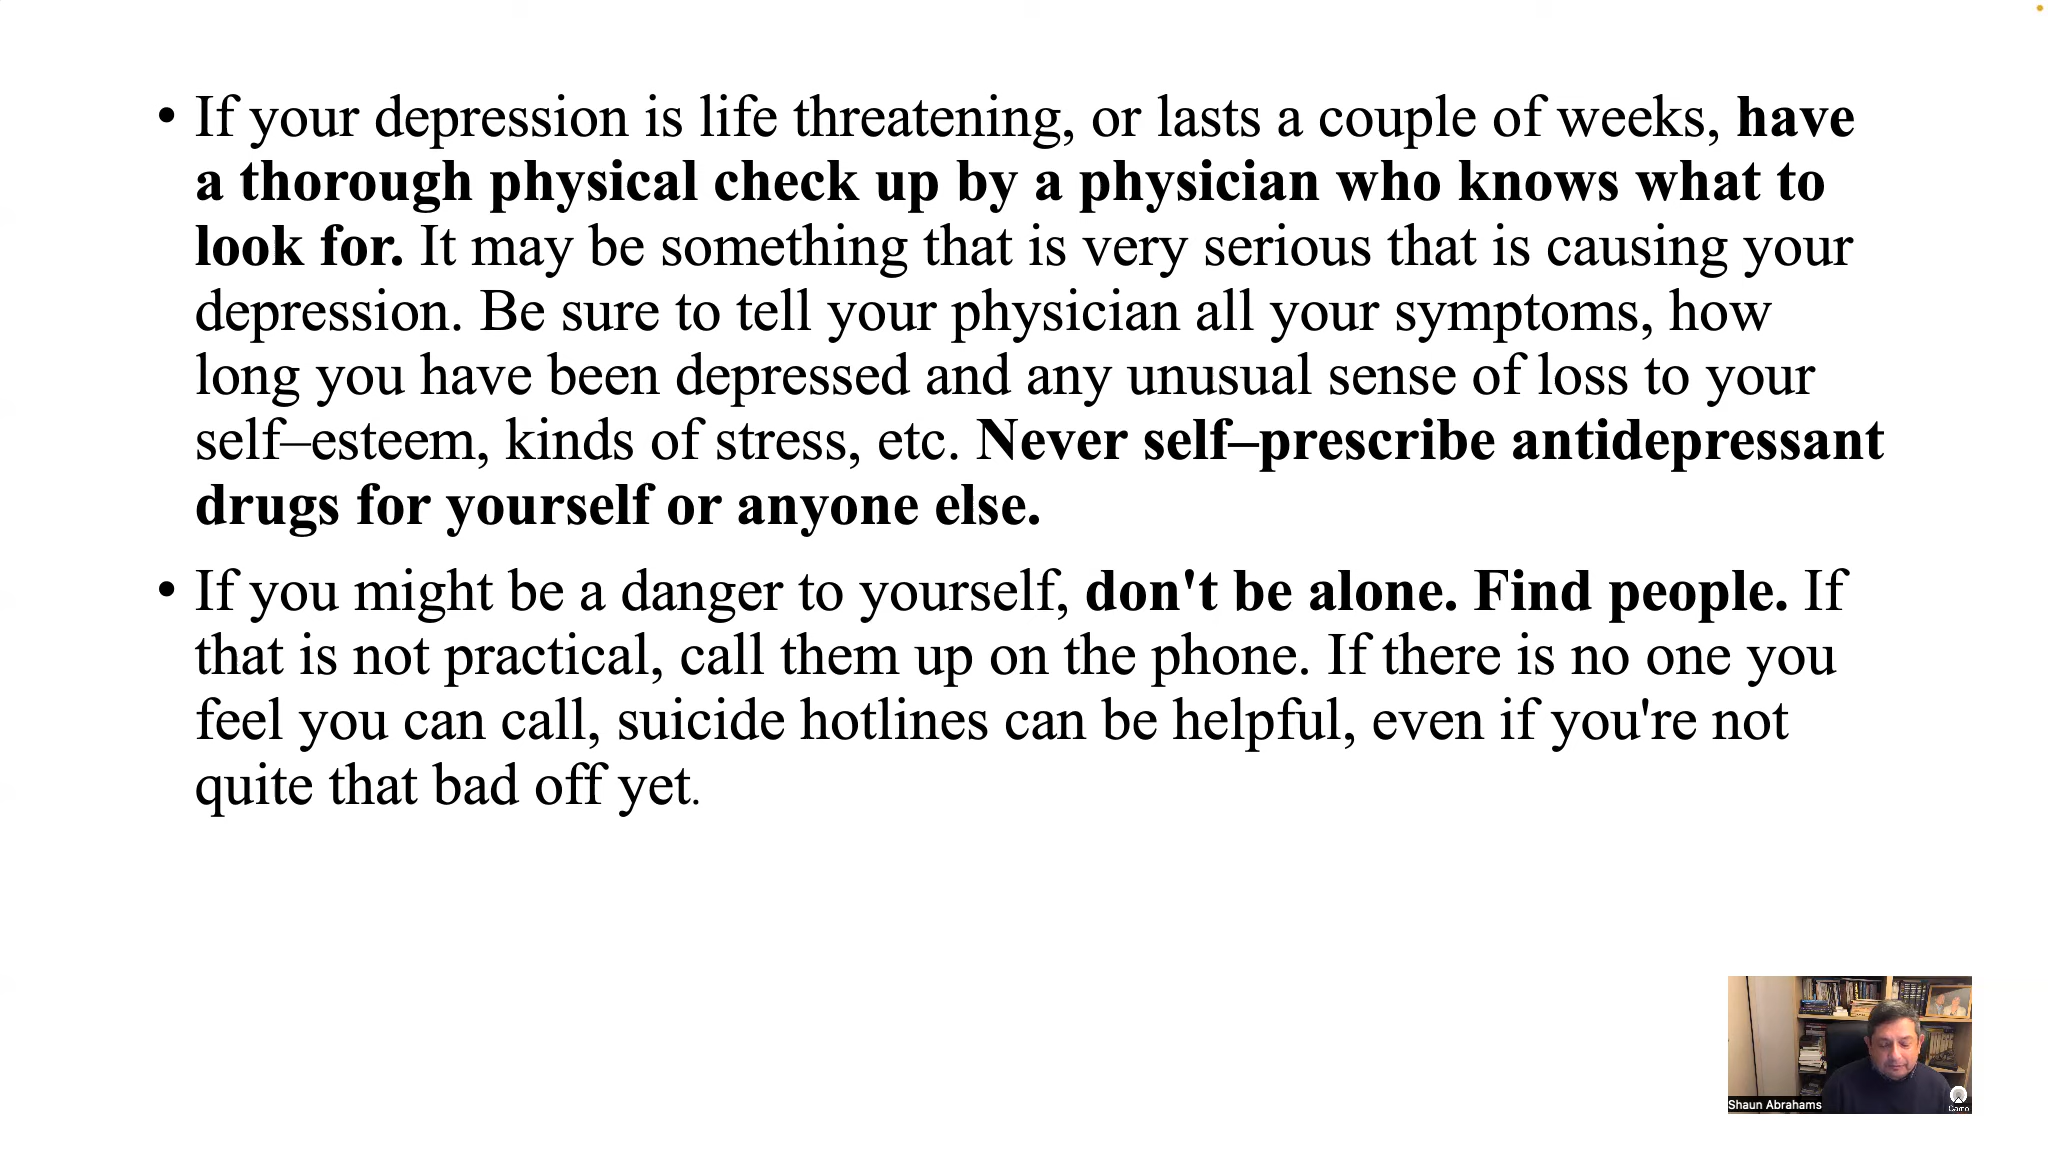 • If your depression is life threatening, or lasts a couple of weeks, have
a thorough physical check up by a physician who knows what to
look for. It may be something that is very serious that is causing your
depression. Be sure to tell your physician all your symptoms, how
long you have been depressed and any unusual sense of loss to your
self–esteem, kinds of stress, etc. Never self–prescribe antidepressant
drugs for yourself or anyone else.
• If you might be a danger to yourself, don't be alone. Find people. If
that is not practical, call them up on the phone. If there is no one you
feel you can call, suicide hotlines can be helpful, even if you're not
quite that bad off yet.
Shaun Abrahams